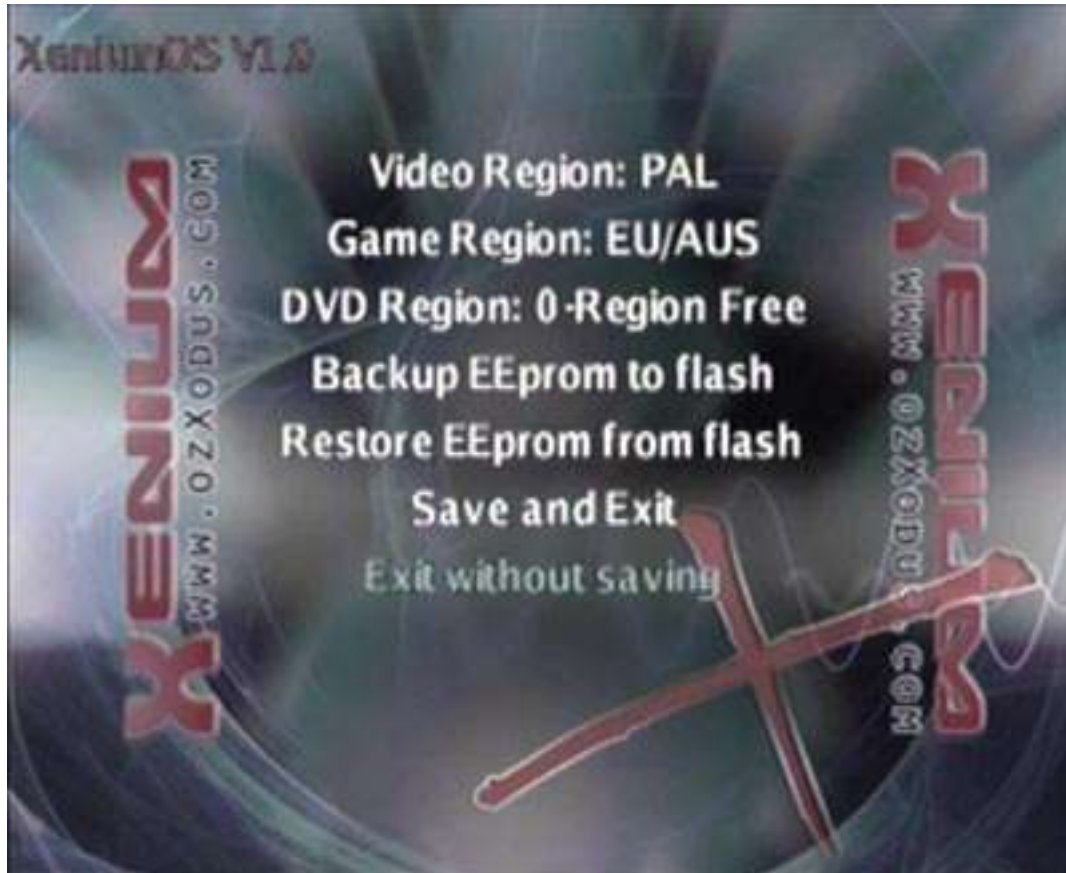 XeniumOS V1.0
Video Region: PAL
Game Region: EU/AUS
DVD Region: 0-Region Free
Backup EEprom to flash
Restore EEprom from flash
Save and Exit
Exit without saving
XENIUM
WWW.OZXODUS.COM
XENIUM
WWW.OZXODUS.COM